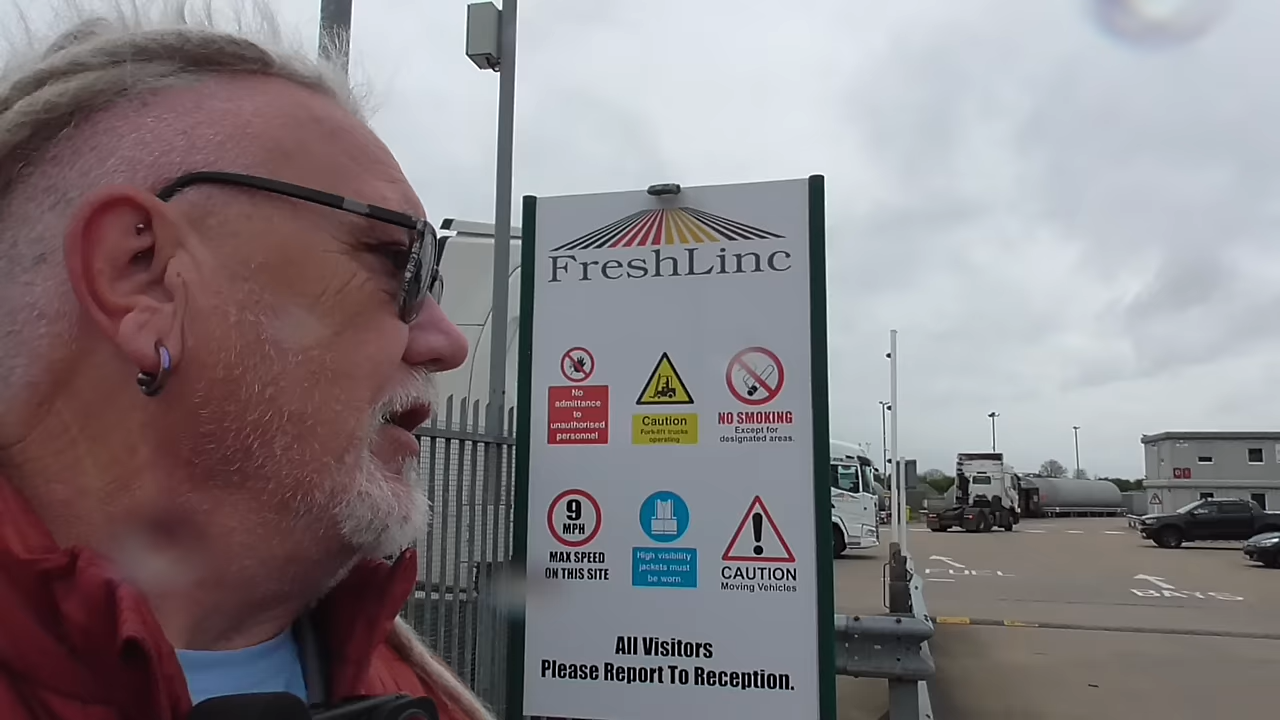 FreshLinc
No
admittance
to
unauthorised
personnel
Caution
Fork-lift trucks
operating
NO SMOKING
Except for
designated areas.
9
MPH
MAX SPEED
ON THIS SITE
High visibility
jackets must
be worn
CAUTION
Moving Vehicles
All Visitors
Please Report To Reception.
FUEL
BAYS